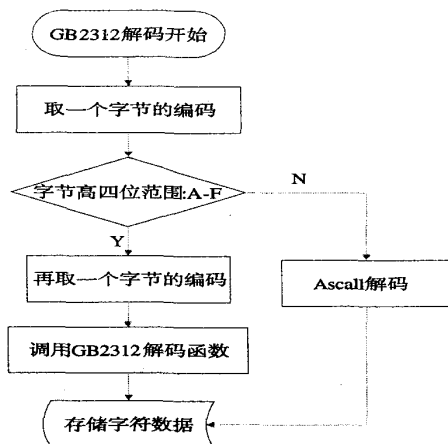 GB2312解码开始
取一个字节的编码
字节高四位范围:A-F
N
Y
再取一个字节的编码
Ascall解码
调用GB2312解码函数
存储字符数据